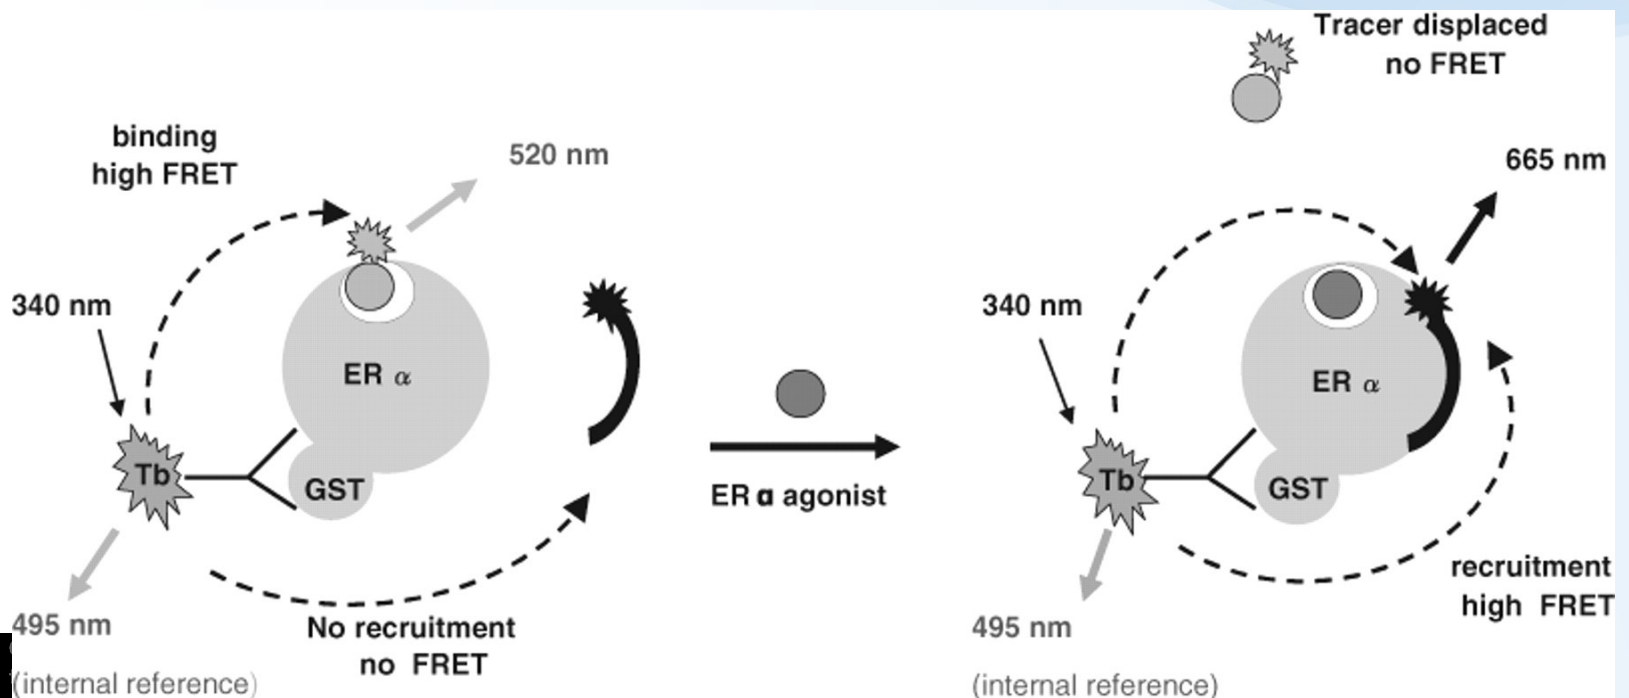 binding
high FRET
520 nm
340 nm
ER α
Tb
GST
495 nm
(internal reference)
No recruitment
no FRET
ER α agonist
Tracer displaced
no FRET
665 nm
340 nm
ER α
Tb
GST
495 nm
(internal reference)
recruitment
high FRET